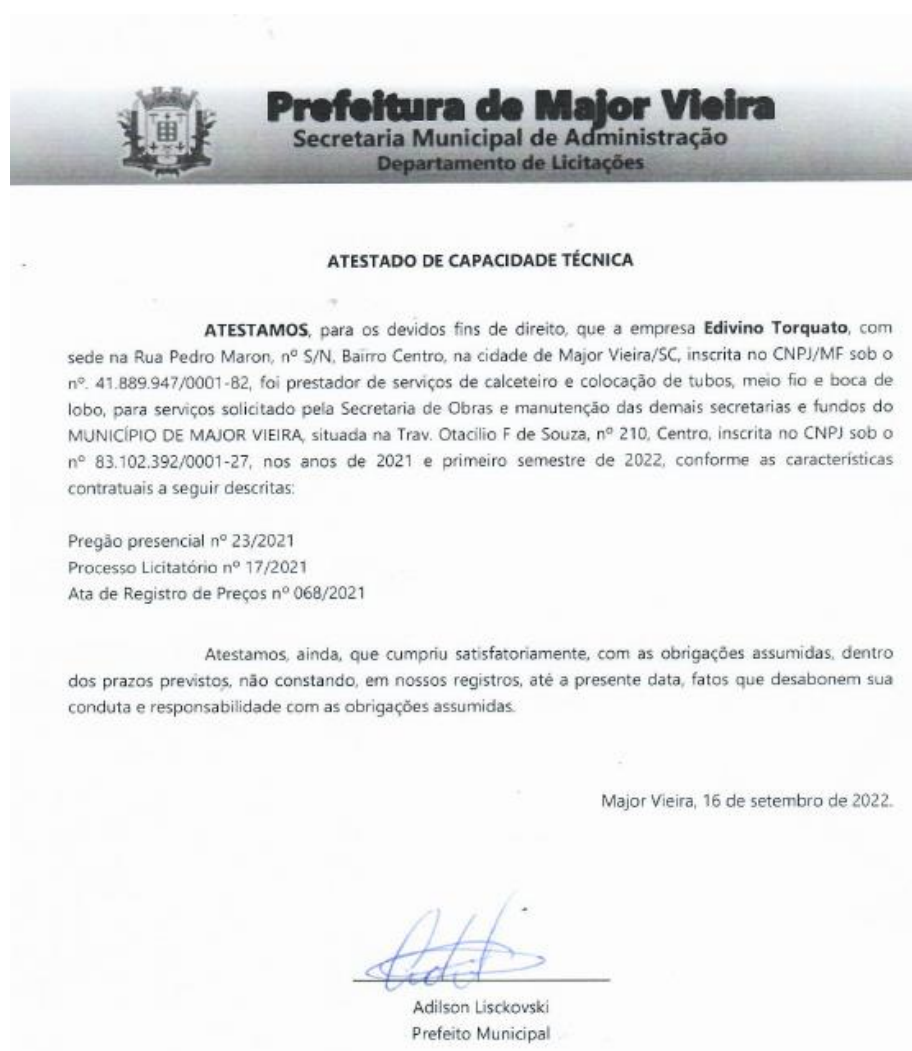 Prefeitura de Major Vieira
Secretaria Municipal de Administração
Departamento de Licitações
ATESTADO DE CAPACIDADE TÉCNICA
ATESTAMOS, para os devidos fins de direito, que a empresa Edivino Torquato, com
sede na Rua Pedro Maron, nº S/N, Bairro Centro, na cidade de Major Vieira/SC, inscrita no CNPJ/MF sob o
nº. 41.889.947/0001-82, foi prestador de serviços de calceteiro e colocação de tubos, meio fio e boca de
lobo, para serviços solicitado pela Secretaria de Obras e manutenção das demais secretarias e fundos do
MUNICÍPIO DE MAJOR VIEIRA, situada na Trav. Otacílio F de Souza, nº 210, Centro, inscrita no CNPJ sob o
nº 83.102.392/0001-27, nos anos de 2021 e primeiro semestre de 2022, conforme as características
contratuais a seguir descritas:
Pregão presencial nº 23/2021
Processo Licitatório nº 17/2021
Ata de Registro de Preços nº 068/2021
Atestamos, ainda, que cumpriu satisfatoriamente, com as obrigações assumidas, dentro
dos prazos previstos, não constando, em nossos registros, até a presente data, fatos que desabonem sua
conduta e responsabilidade com as obrigações assumidas.
Major Vieira, 16 de setembro de 2022.
Adilson Lisckovski
Prefeito Municipal